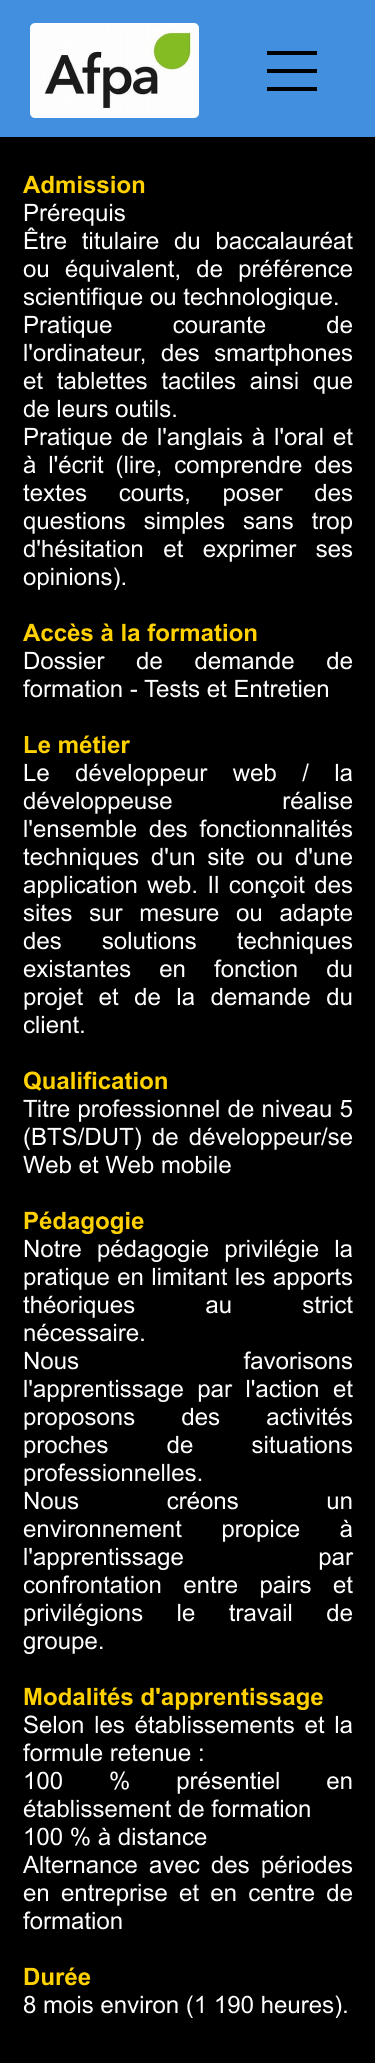 Afpa
Admission
Prérequis
Être titulaire du baccalauréat
ou équivalent, de préférence
scientifique ou technologique.
Pratique courante de
l'ordinateur, des smartphones
et tablettes tactiles ainsi que
de leurs outils.
Pratique de l'anglais à l'oral et
à l'écrit (lire, comprendre des
textes courts, poser des
questions simples sans trop
d'hésitation et exprimer ses
opinions).
Accès à la formation
Dossier de demande de
formation - Tests et Entretien
Le métier
Le développeur web / la
développeuse réalise
l'ensemble des fonctionnalités
techniques d'un site ou d'une
application web. Il conçoit des
sites sur mesure ou adapte
des solutions techniques
existantes en fonction du
projet et de la demande du
client.
Qualification
Titre professionnel de niveau 5
(BTS/DUT) de développeur/se
Web et Web mobile
Pédagogie
Notre pédagogie privilégie la
pratique en limitant les apports
théoriques au strict
nécessaire.
Nous favorisons
l'apprentissage par l'action et
proposons des activités
proches de situations
professionnelles.
Nous créons un
environnement propice à
l'apprentissage par
confrontation entre pairs et
privilégions le travail de
groupe.
Modalités d'apprentissage
Selon les établissements et la
formule retenue :
100 % présentiel en
établissement de formation
100 % à distance
Alternance avec des périodes
en entreprise et en centre de
formation
Durée
8 mois environ (1 190 heures).